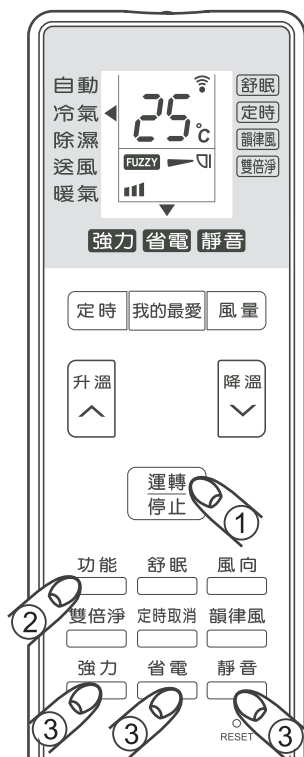 自動
冷氣
除濕
送風
暖氣
25℃
FUZZY
舒眠
定時
韻律風
雙倍淨
強力 省電 靜音
定時 我的最愛 風量
升溫 降溫
運轉
停止
①
功能 舒眠 風向
②
雙倍淨 定時取消 韻律風
強力 省電 靜音
③ ③ ③
RESET